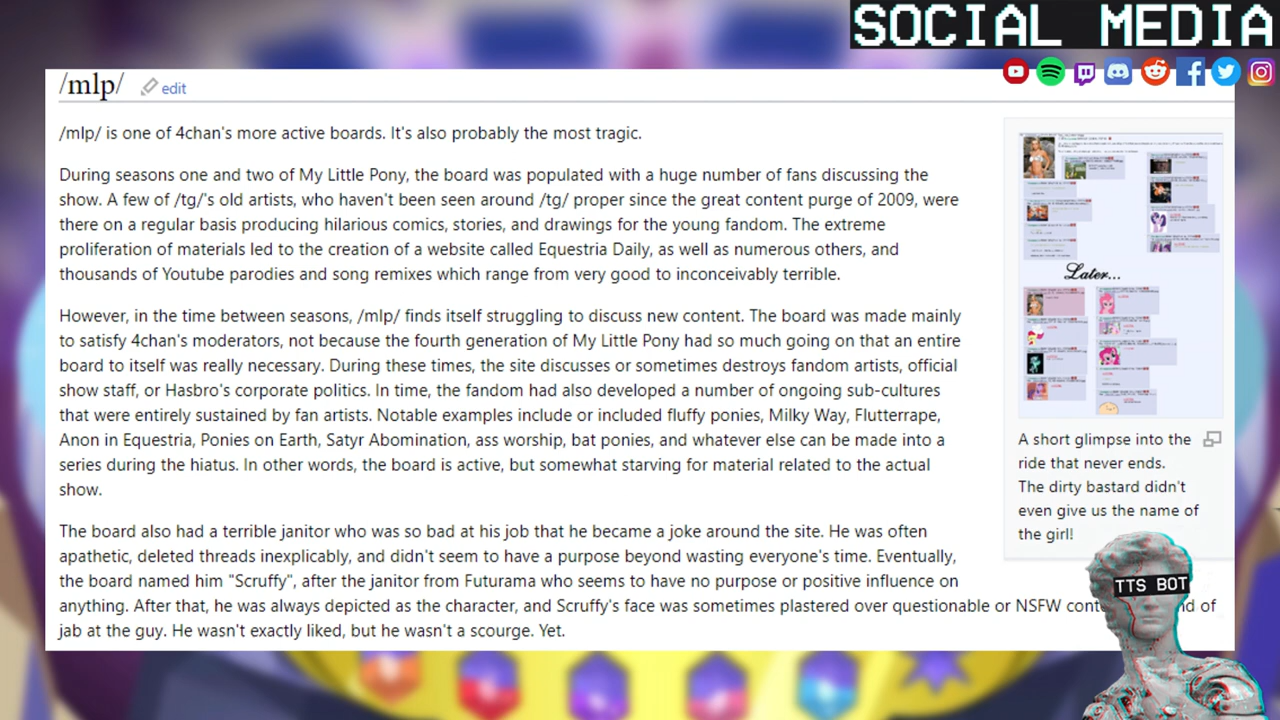 SOCIAL MEDIA
/mlp/ edit
/mlp/ is one of 4chan's more active boards. It's also probably the most tragic.
During seasons one and two of My Little Pony, the board was populated with a huge number of fans discussing the
show. A few of /tg/'s old artists, who haven't been seen around /tg/ proper since the great content purge of 2009, were
there on a regular basis producing hilarious comics, edits, and drawings for the young fandom. The extreme
proliferation of materials led to the creation of a website called Equestria Daily, as well as numerous others, and
thousands of Youtube parodies and song remixes which range from very good to inconceivably terrible.
However, in the time between seasons, /mlp/ finds itself struggling to discuss new content. The board was made mainly
to satisfy 4chan's moderators, not because the fourth generation of My Little Pony had so much going on that an entire
board to itself was really necessary. During these times, the site discusses or sometimes destroys fandom artists, official
show staff, or Hasbro's corporate policies in general. The fandom had also developed a number of ongoing subcultures
that were entirely sustained by fan artists. Notable examples include or included fluffy ponies, Milky Way, Flutterrape,
Anon in Equestria, Ponies on Earth, Satyr Abomination, ass worship, bat ponies, and whatever else can be made into a
series during the hiatus. In other words, the board is active, but somewhat starving for material related to the actual
show.
The board also had a terrible janitor who was so bad at his job that he became a joke around the site. He was often
apathetic, deleted threads inexplicably, and didn't seem to have a purpose beyond wasting everyone's time. Eventually,
the board named him "Scruffy", after the janitor from Futurama who seems to have no purpose or positive influence on
anything. After that, he was always depicted as the character, and Scruffy's face was sometimes plastered over questionable or NSFW of
jab at the guy. He wasn't exactly liked, but he wasn't a scourge. Yet.
Later...
A short glimpse into the
ride that never ends.
The dirty bastard didn't
even give us the name of
the girl!
TTS BOT